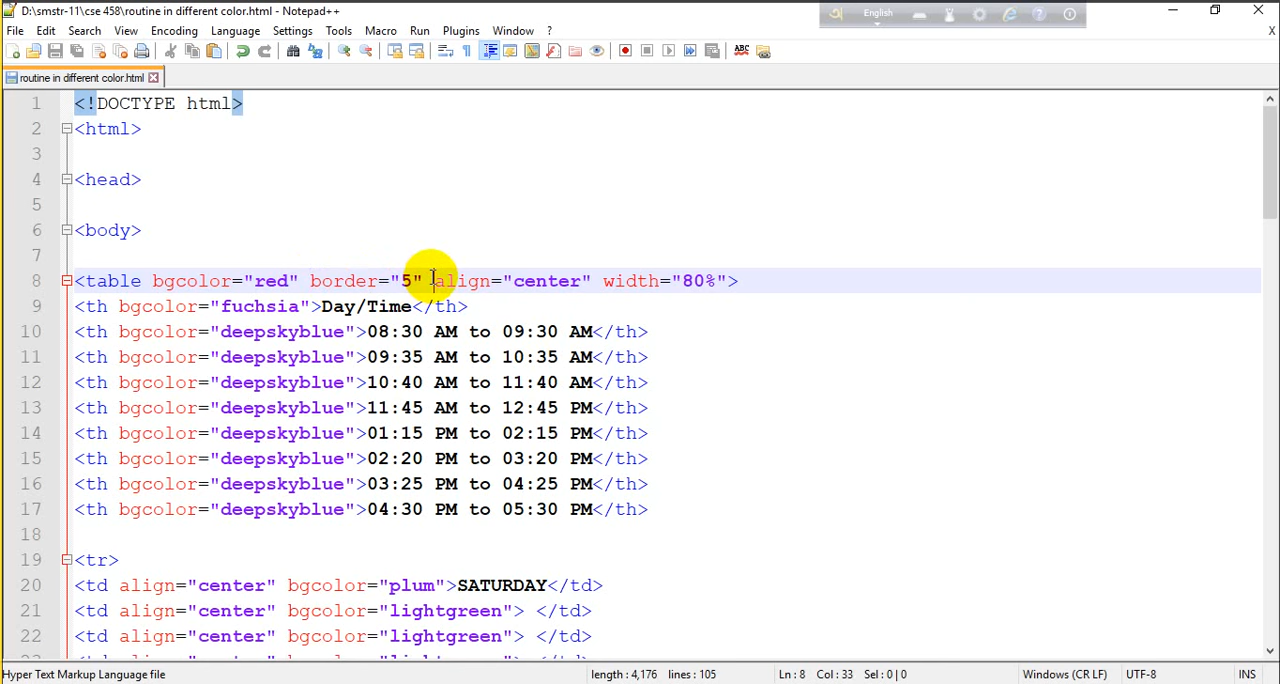 D:\smstr-11\cse 458\routine in different color.html - Notepad++
English
File Edit Search View Encoding Language Settings Tools Macro Run Plugins Window ? X
ABC
routine in different color.html
1 <!DOCTYPE html>
2 <html>
3
4 <head>
5
6 <body>
7
8 <table bgcolor="red" border="5" align="center" width="80%">
9 <th bgcolor="fuchsia">Day/Time</th>
10 <th bgcolor="deepskyblue">08:30 AM to 09:30 AM</th>
11 <th bgcolor="deepskyblue">09:35 AM to 10:35 AM</th>
12 <th bgcolor="deepskyblue">10:40 AM to 11:40 AM</th>
13 <th bgcolor="deepskyblue">11:45 AM to 12:45 PM</th>
14 <th bgcolor="deepskyblue">01:15 PM to 02:15 PM</th>
15 <th bgcolor="deepskyblue">02:20 PM to 03:20 PM</th>
16 <th bgcolor="deepskyblue">03:25 PM to 04:25 PM</th>
17 <th bgcolor="deepskyblue">04:30 PM to 05:30 PM</th>
18
19 <tr>
20 <td align="center" bgcolor="plum">SATURDAY</td>
21 <td align="center" bgcolor="lightgreen"> </td>
22 <td align="center" bgcolor="lightgreen"> </td>
Hyper Text Markup Language file length : 4,176 lines : 105 Ln : 8 Col : 33 Sel : 0 | 0 Windows (CR LF) UTF-8 INS